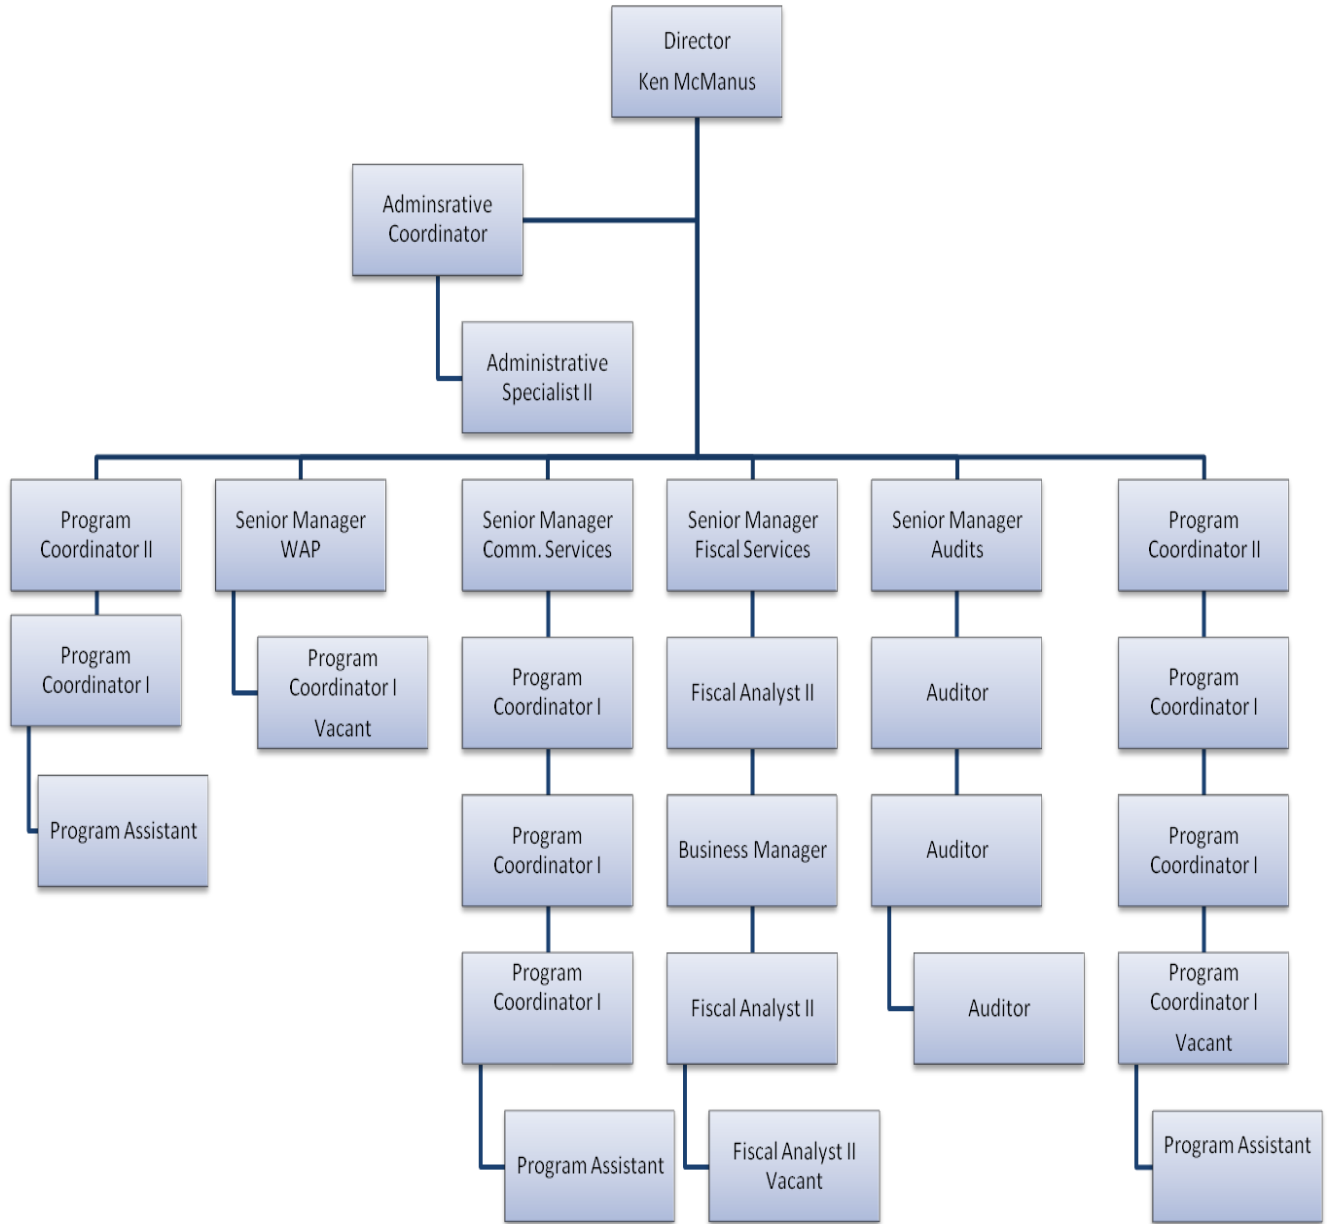 Director
Ken McManus
Adminsrative
Coordinator
Administrative
Specialist II
Program
Coordinator II
Senior Manager
WAP
Senior Manager
Comm. Services
Senior Manager
Fiscal Services
Senior Manager
Audits
Program
Coordinator II
Program
Coordinator I
Program
Coordinator I
Vacant
Program
Coordinator I
Fiscal Analyst II
Auditor
Program
Coordinator I
Program Assistant
Program
Coordinator I
Business Manager
Auditor
Program
Coordinator I
Program
Coordinator I
Fiscal Analyst II
Auditor
Program
Coordinator I
Vacant
Program Assistant
Fiscal Analyst II
Vacant
Program Assistant